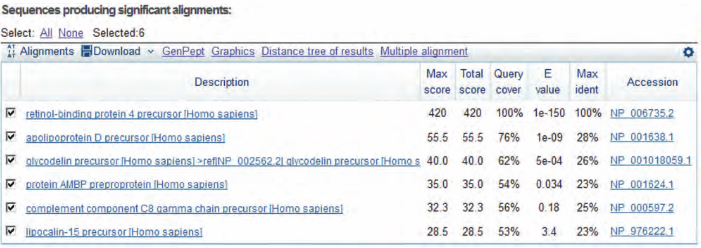 Sequences producing significant alignments:
Select: All None Selected:6
Alignments Download GenPept Graphics Distance tree of results Multiple alignment
Description Max score Total score Query cover E value Max ident Accession
retinol-binding protein 4 precursor [Homo sapiens] 420 420 100% 1e-150 100% NP_006735.2
apolipoprotein D precursor [Homo sapiens] 55.5 55.5 76% 1e-09 28% NP_001638.1
glycodelin precursor [Homo sapiens] >ref|NP_002562.2| glycodelin precursor [Homo s 40.0 40.0 62% 5e-04 26% NP_001018059.1
protein AMBP preproprotein [Homo sapiens] 35.0 35.0 54% 0.034 23% NP_001624.1
complement component C8 gamma chain precursor [Homo sapiens] 32.3 32.3 56% 0.18 25% NP_000597.2
lipocalin-15 precursor [Homo sapiens] 28.5 28.5 53% 3.4 23% NP_976222.1